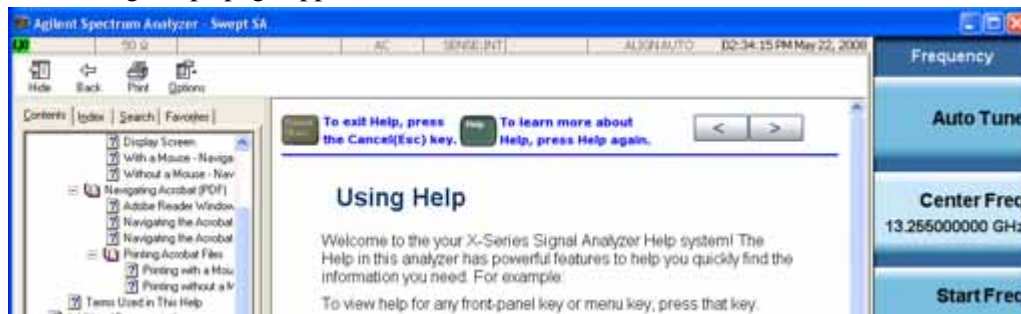 Agilent Spectrum Analyzer - Swept SA
50 Ω AC SENSE:INT ALIGN AUTO 02:34:15 PM May 22, 2008
Frequency
Hide Back Print Options
Contents Index Search Favorites
To exit Help, press
the Cancel(Esc) key.
Help
To learn more about
Help, press Help again.
< >
Auto Tune
Display Screen
With a Mouse - Naviga
Without a Mouse - Nav
Navigating Acrobat (PDF)
Adobe Reader Window
Navigating the Acrobat
Navigating the Acrobat
Printing Acrobat Files
Printing with a Mou
Printing without a M
Terms Used in This Help
Using Help
Welcome to the your X-Series Signal Analyzer Help system! The
Help in this analyzer has powerful features to help you quickly find the
information you need. For example:
To view help for any front-panel key or menu key, press that key.
Center Freq
13.255000000 GHz
Start Freq